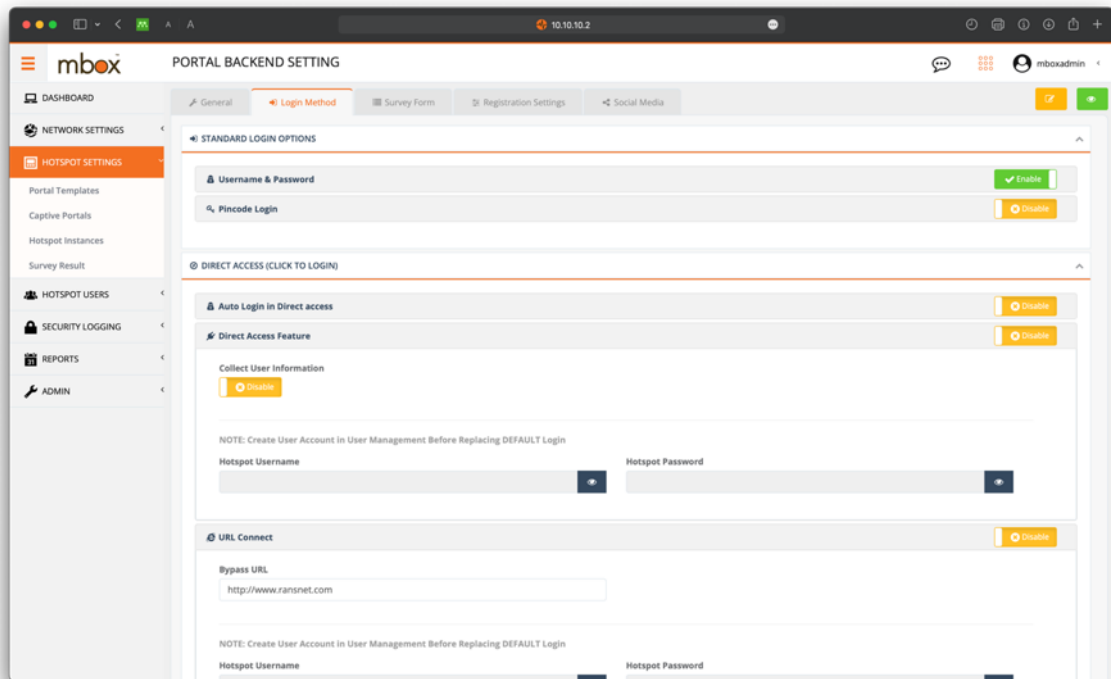 A A 10.10.10.2
mbox PORTAL BACKEND SETTING mboxadmin
DASHBOARD
NETWORK SETTINGS
HOTSPOT SETTINGS
Portal Templates
Captive Portals
Hotspot Instances
Survey Result
HOTSPOT USERS
SECURITY LOGGING
REPORTS
ADMIN
General Login Method Survey Form Registration Settings Social Media
STANDARD LOGIN OPTIONS
Username & Password Enable
Pincode Login Disable
DIRECT ACCESS (CLICK TO LOGIN)
Auto Login in Direct access Disable
Direct Access Feature Disable
Collect User Information
Disable
NOTE: Create User Account in User Management Before Replacing DEFAULT Login
Hotspot Username Hotspot Password
URL Connect Disable
Bypass URL
http://www.ransnet.com
NOTE: Create User Account in User Management Before Replacing DEFAULT Login
Hotspot Username Hotspot Password